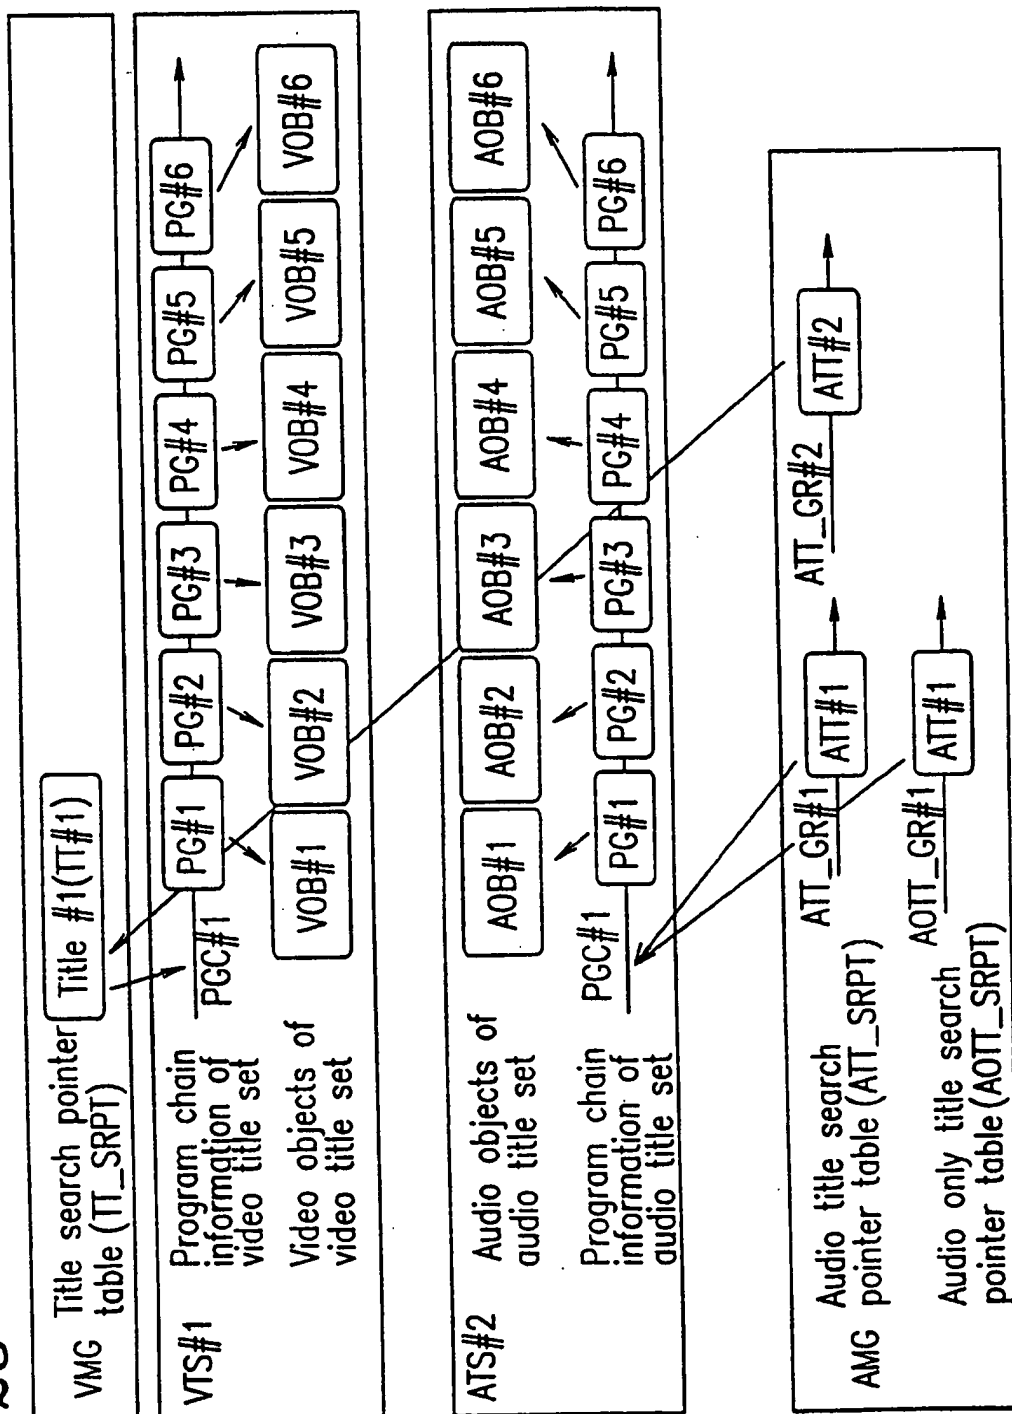 VMG
Title search pointer
table (TT_SRPT)
Title #1(TT#1)
VTS#1
Program chain
information of
video title set
PGC#1
PG#1
PG#2
PG#3
PG#4
PG#5
PG#6
Video objects of
video title set
VOB#1
VOB#2
VOB#3
VOB#4
VOB#5
VOB#6
ATS#2
Audio objects of
audio title set
AOB#1
AOB#2
AOB#3
AOB#4
AOB#5
AOB#6
Program chain
information of
audio title set
PGC#1
PG#1
PG#2
PG#3
PG#4
PG#5
PG#6
AMG
Audio title search
pointer table (ATT_SRPT)
ATT_GR#1
ATT#1
ATT_GR#2
ATT#2
Audio only title search
pointer table (AOTT_SRPT)
AOTT_GR#1
ATT#1